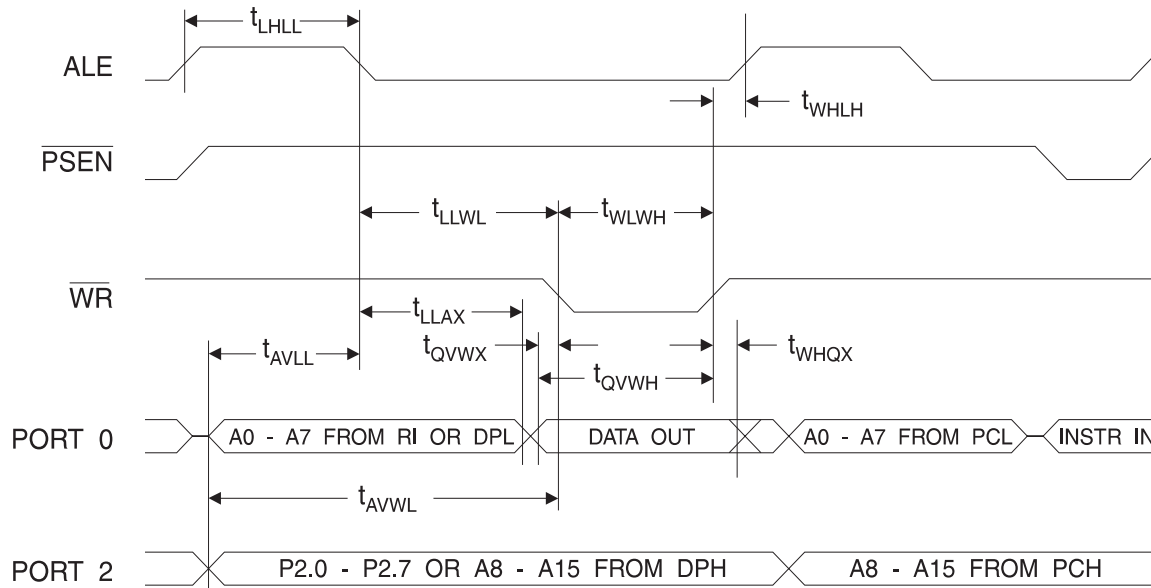 tLHLL
ALE
tWHLH
PSEN
tLLWL
tWLWH
WR
tLLAX
tQVWX
tWHQX
tAVLL
tQVWH
PORT 0
A0 - A7 FROM RI OR DPL
DATA OUT
A0 - A7 FROM PCL
INSTR IN
tAVWL
PORT 2
P2.0 - P2.7 OR A8 - A15 FROM DPH
A8 - A15 FROM PCH